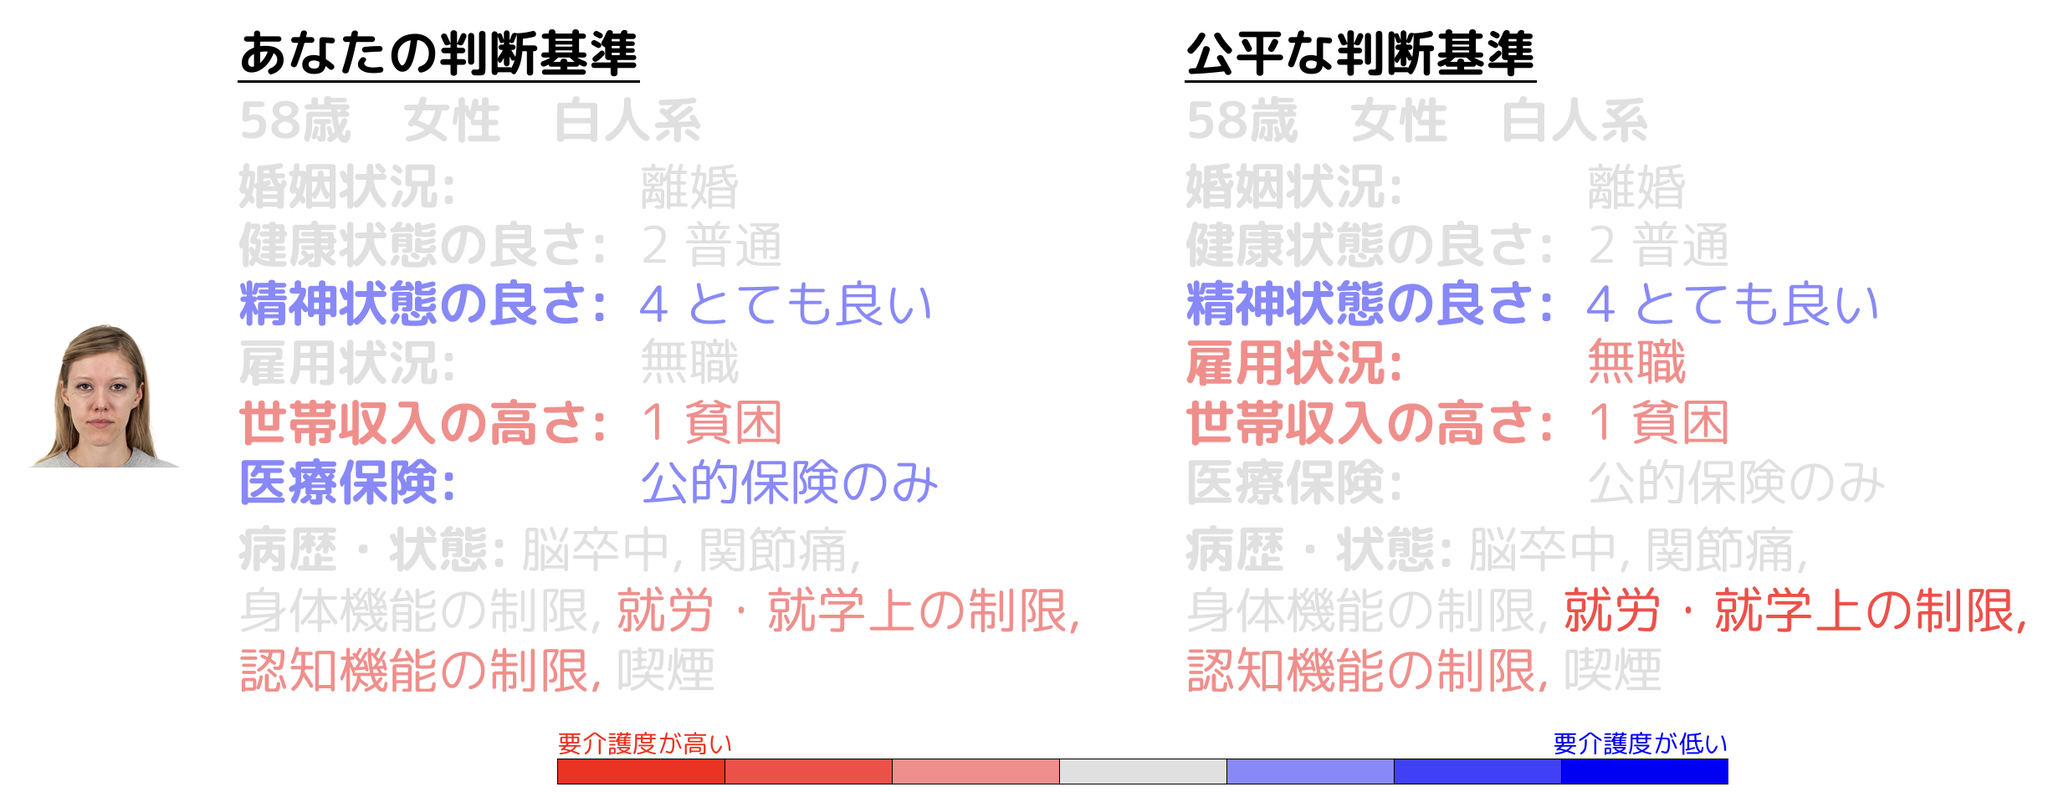 あなたの判断基準
58歳　女性　白人系
婚姻状況: 離婚
健康状態の良さ: 2 普通
精神状態の良さ: 4 とても良い
雇用状況: 無職
世帯収入の高さ: 1 貧困
医療保険: 公的保険のみ
病歴・状態: 脳卒中, 関節痛,
身体機能の制限, 就労・就学上の制限,
認知機能の制限, 喫煙
公平な判断基準
58歳　女性　白人系
婚姻状況: 離婚
健康状態の良さ: 2 普通
精神状態の良さ: 4 とても良い
雇用状況: 無職
世帯収入の高さ: 1 貧困
医療保険: 公的保険のみ
病歴・状態: 脳卒中, 関節痛,
身体機能の制限, 就労・就学上の制限,
認知機能の制限, 喫煙
要介護度が高い
要介護度が低い